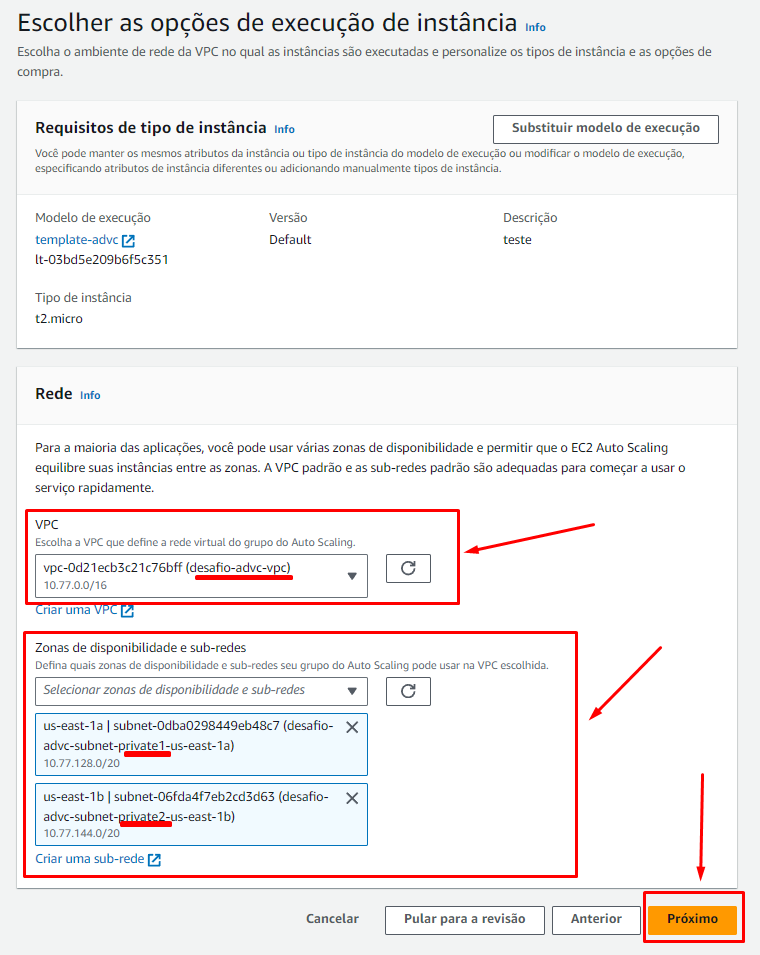 Escolher as opções de execução de instância Info
Escolha o ambiente de rede da VPC no qual as instâncias são executadas e personalize os tipos de instância e as opções de
compra.
Requisitos de tipo de instância Info
Substituir modelo de execução
Você pode manter os mesmos atributos da instância ou tipo de instância do modelo de execução ou modificar o modelo de execução,
especificando atributos de instância diferentes ou adicionando manualmente tipos de instância.
Modelo de execução
template-advc
lt-03bd5e209b6f5c351
Versão
Default
Descrição
teste
Tipo de instância
t2.micro
Rede Info
Para a maioria das aplicações, você pode usar várias zonas de disponibilidade e permitir que o EC2 Auto Scaling
equilibre suas instâncias entre as zonas. A VPC padrão e as sub-redes padrão são adequadas para começar a usar o
serviço rapidamente.
VPC
Escolha a VPC que define a rede virtual do grupo do Auto Scaling.
vpc-0d21ecb3c21c76bff (desafio-advc-vpc)
10.77.0.0/16
Criar uma VPC
Zonas de disponibilidade e sub-redes
Defina quais zonas de disponibilidade e sub-redes seu grupo do Auto Scaling pode usar na VPC escolhida.
Selecionar zonas de disponibilidade e sub-redes
us-east-1a | subnet-0dba0298449eb48c7 (desafio-
advc-subnet-private1-us-east-1a)
10.77.128.0/20
us-east-1b | subnet-06fda4f7eb2cd3d63 (desafio-
advc-subnet-private2-us-east-1b)
10.77.144.0/20
Criar uma sub-rede
Cancelar
Pular para a revisão
Anterior
Próximo